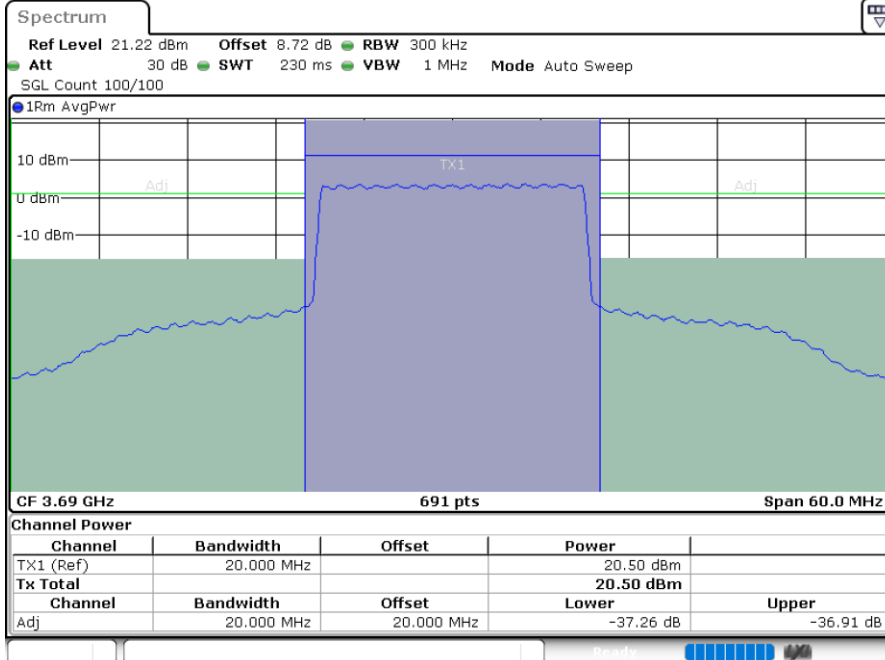 Spectrum
Ref Level 21.22 dBm Offset 8.72 dB RBW 300 kHz
Att 30 dB SWT 230 ms VBW 1 MHz Mode Auto Sweep
SGL Count 100/100
1Rm AvgPwr
10 dBm
TX1
Adj Adj
0 dBm
-10 dBm
CF 3.69 GHz 691 pts Span 60.0 MHz
Channel Power
Channel Bandwidth Offset Power
TX1 (Ref) 20.000 MHz 20.50 dBm
Tx Total 20.50 dBm
Channel Bandwidth Offset Lower Upper
Adj 20.000 MHz 20.000 MHz -37.26 dB -36.91 dB
Ready